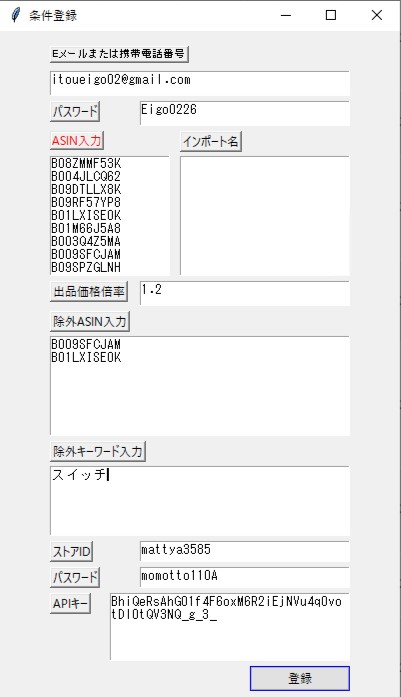 条件登録
Eメールまたは携帯電話番号
itoueigo02@gmail.com
パスワード
Eigo0226
ASIN入力
インポート名
B08ZMMF53K
B004JLCQ62
B09DTLLX8K
B09RF57YP8
B01LXISEOK
B01M66J5A8
B003Q4Z5MA
B009SFCJAM
B09SPZGLNH
出品価格倍率
1.2
除外ASIN入力
B009SFCJAM
B01LXISEOK
除外キーワード入力
スイッチ
ストアID
mattya3585
パスワード
momotto110A
APIキー
BhiQeRsAhG01f4F6oxM6R2iEjNVu4q0vo
tDI0tQV3NQ_g_3_
登録